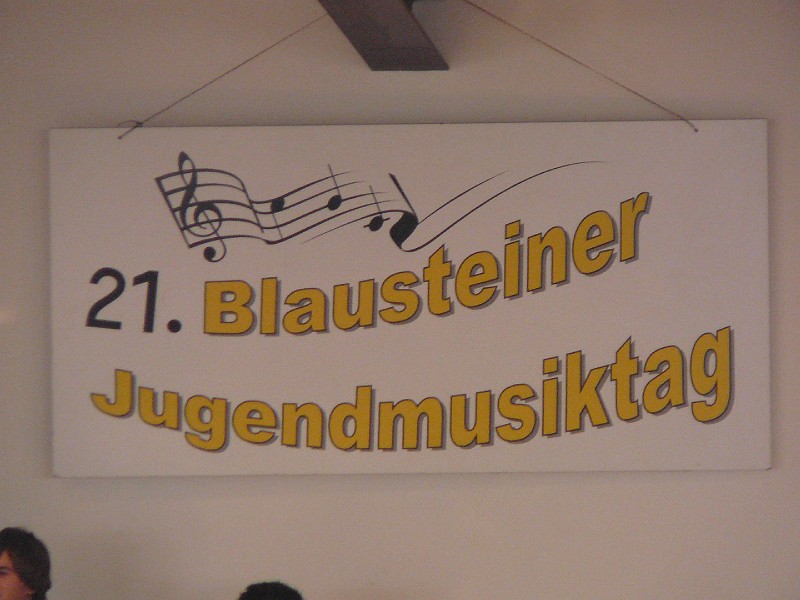 21. Blausteiner
Jugendmusiktag